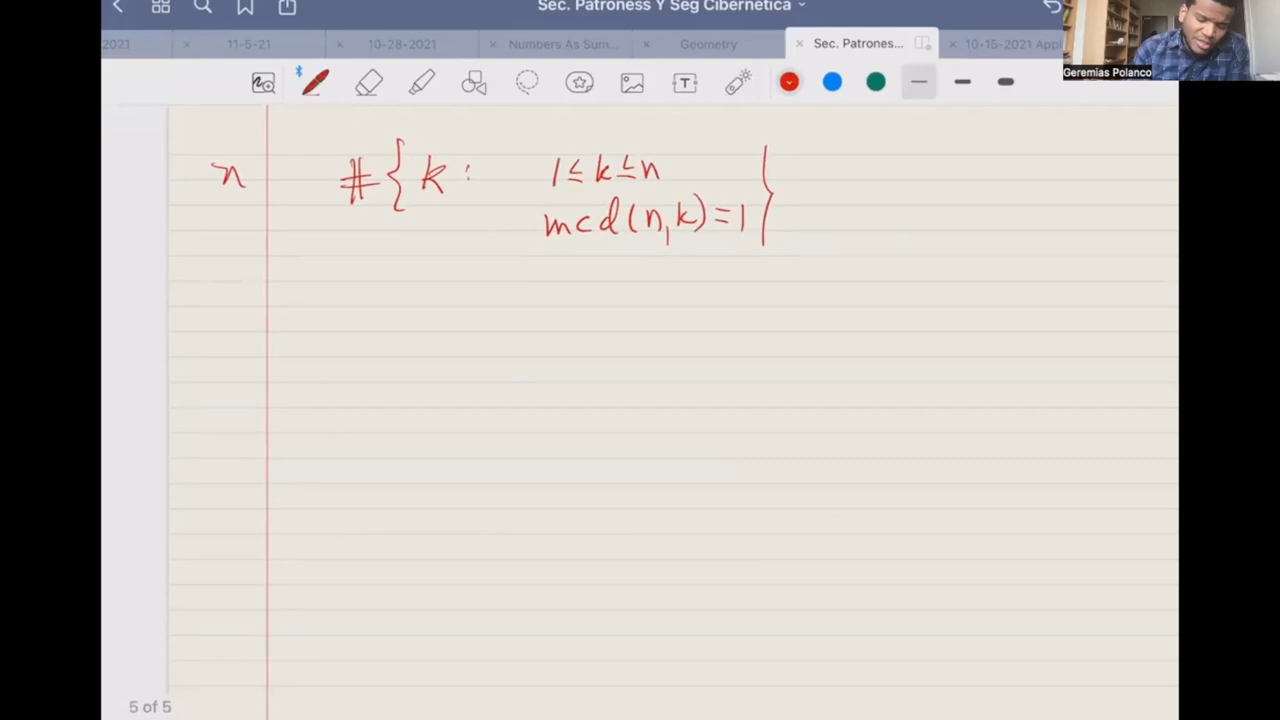 Sec. Patroness Y Seg Cibernetica
2021
11-5-21
10-28-2021
Numbers As Sum...
Geometry
Sec. Patrones...
10-15-2021 Appl
Geremias Polanco
n #{k: 1≤k≤n
mcd(n,k)=1}
5 of 5